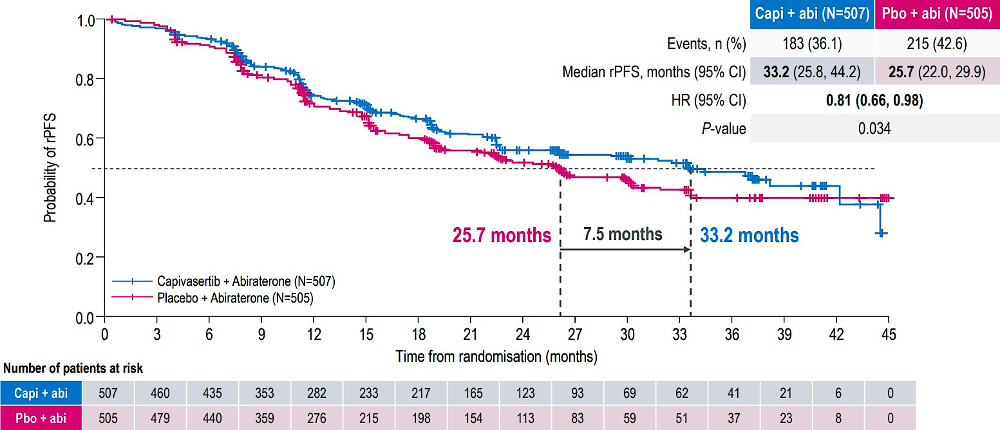 Capi + abi (N=507) Pbo + abi (N=505)
Events, n (%) 183 (36.1) 215 (42.6)
Median rPFS, months (95% CI) 33.2 (25.8, 44.2) 25.7 (22.0, 29.9)
HR (95% CI) 0.81 (0.66, 0.98)
P-value 0.034
Probability of rPFS
1.0
0.8
0.6
0.4
0.2
0.0
25.7 months 7.5 months 33.2 months
Capivasertib + Abiraterone (N=507)
Placebo + Abiraterone (N=505)
0 3 6 9 12 15 18 21 24 27 30 33 36 39 42 45
Time from randomisation (months)
Number of patients at risk
Capi + abi 507 460 435 353 282 233 217 165 123 93 69 62 41 21 6 0
Pbo + abi 505 479 440 359 276 215 198 154 113 83 59 51 37 23 8 0